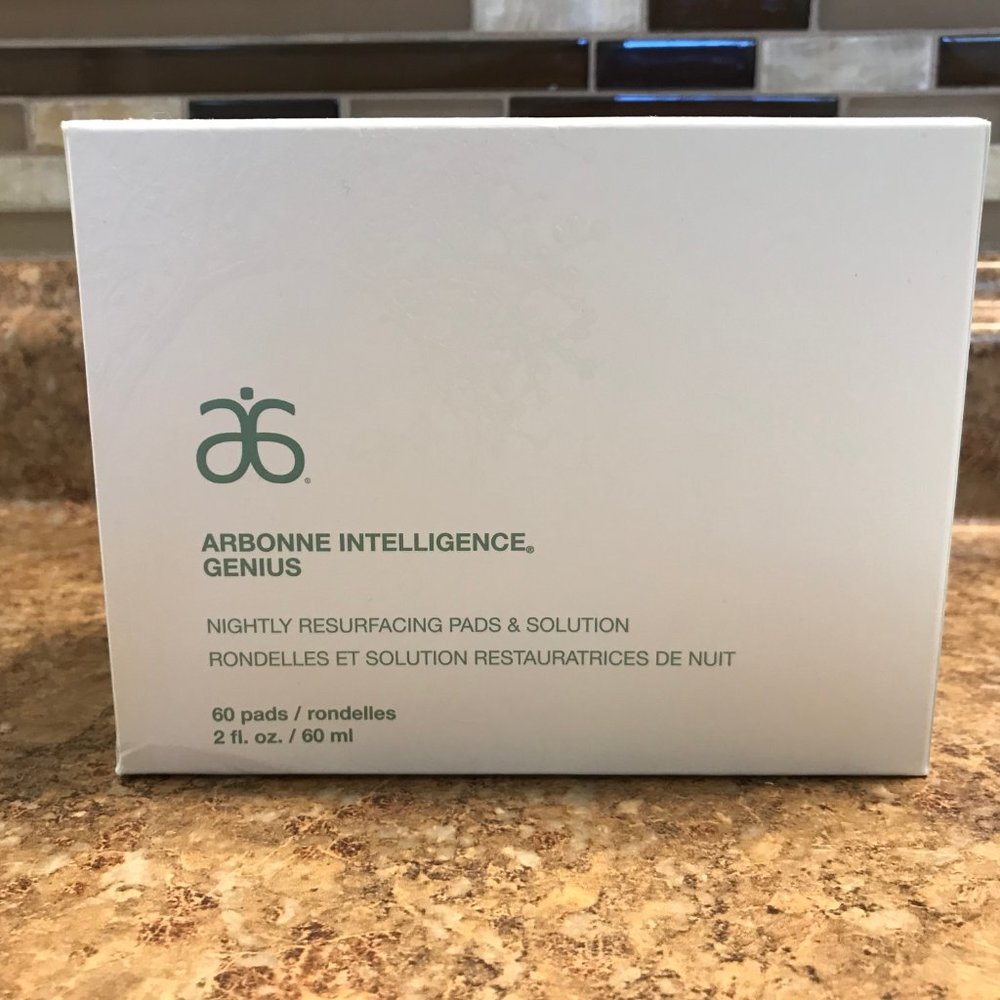 ARBONNE INTELLIGENCE®
GENIUS
NIGHTLY RESURFACING PADS & SOLUTION
RONDELLES ET SOLUTION RESTAURATRICES DE NUIT
60 pads / rondelles
2 fl. oz. / 60 ml